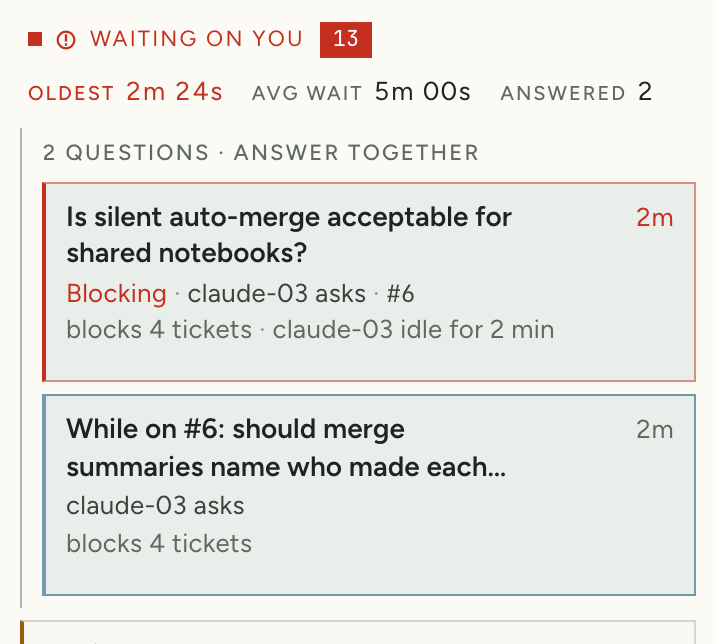 WAITING ON YOU 13
OLDEST 2m 24s AVG WAIT 5m 00s ANSWERED 2
2 QUESTIONS · ANSWER TOGETHER
Is silent auto-merge acceptable for 2m
shared notebooks?
Blocking · claude-03 asks · #6
blocks 4 tickets · claude-03 idle for 2 min
While on #6: should merge 2m
summaries name who made each...
claude-03 asks
blocks 4 tickets